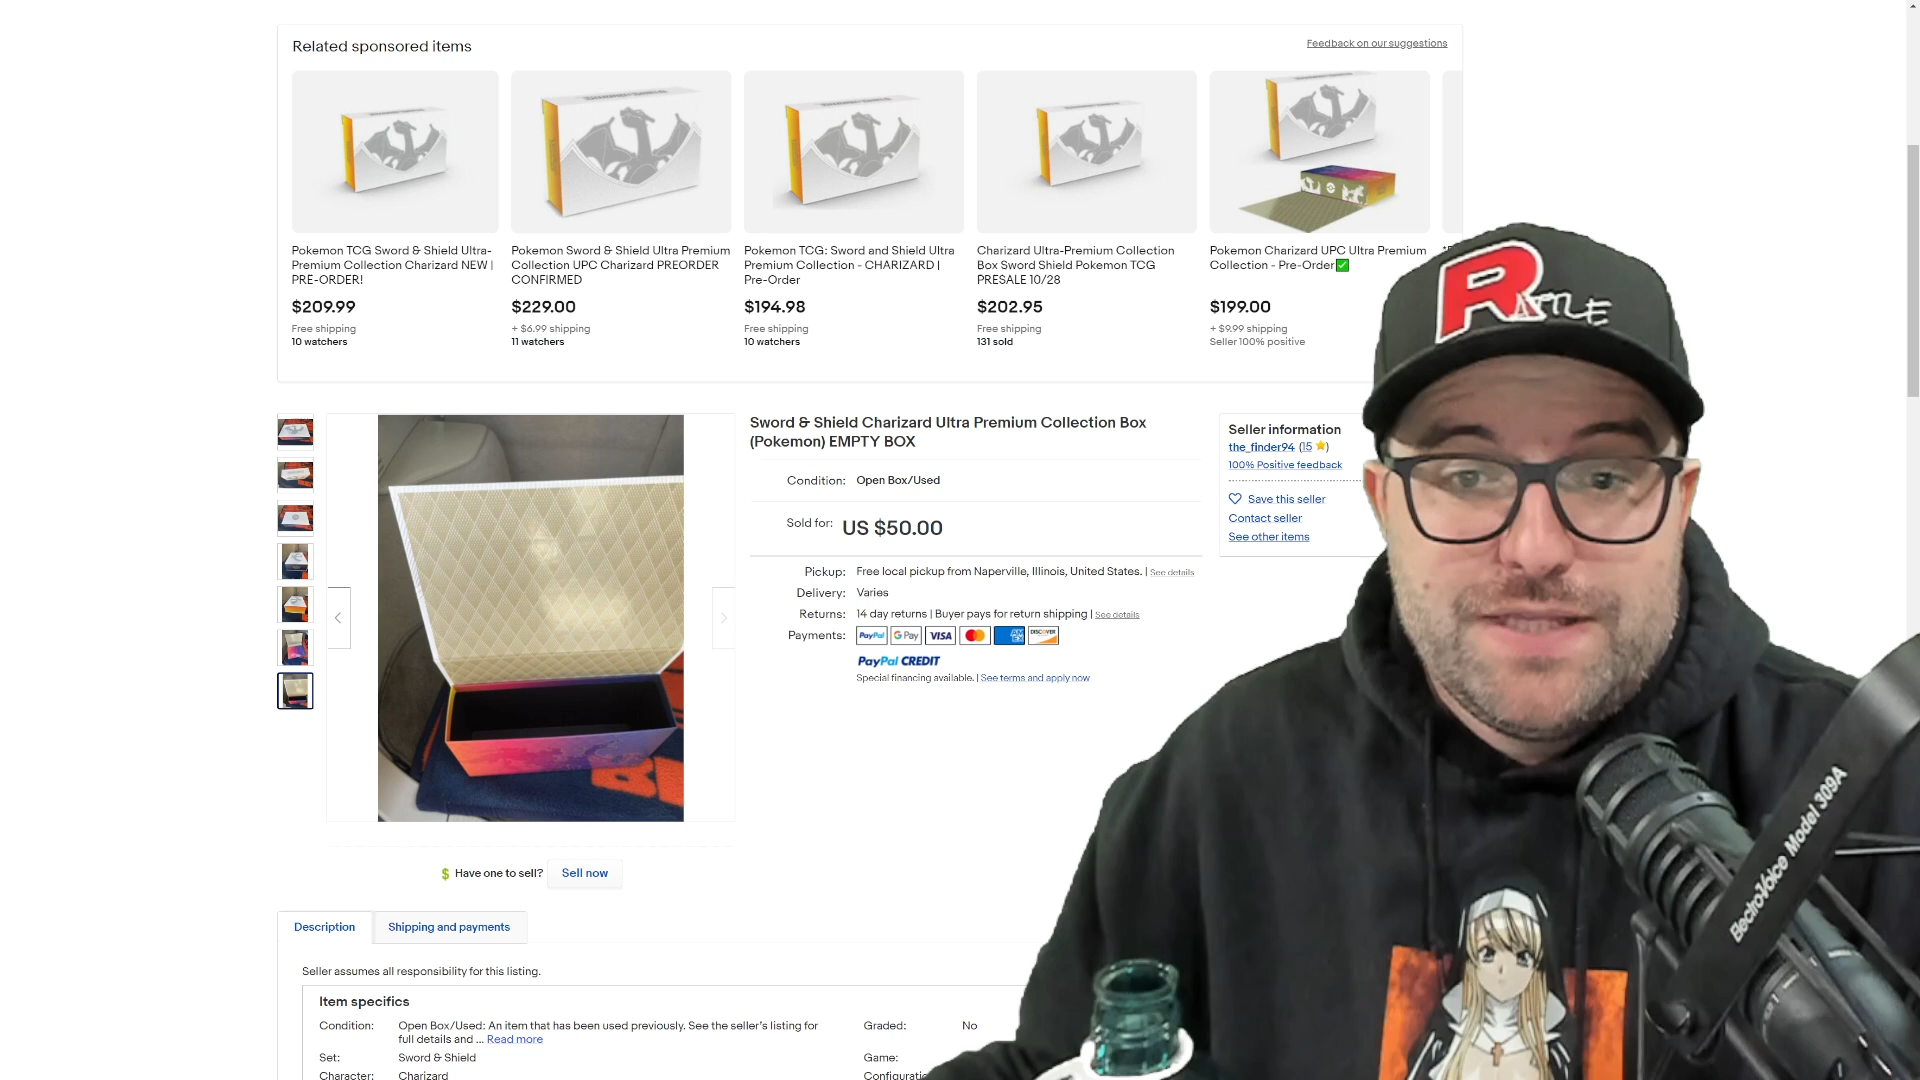 Related sponsored items
Feedback on our suggestions
Pokemon TCG Sword & Shield Ultra-
Premium Collection Charizard NEW |
PRE-ORDER!
$209.99
Free shipping
10 watchers
Pokemon Sword & Shield Ultra Premium
Collection UPC Charizard PREORDER
CONFIRMED
$229.00
+ $6.99 shipping
11 watchers
Pokemon TCG: Sword and Shield Ultra
Premium Collection - CHARIZARD |
Pre-Order
$194.98
Free shipping
10 watchers
Charizard Ultra-Premium Collection
Box Sword Shield Pokemon TCG
PRESALE 10/28
$202.95
Free shipping
131 sold
Pokemon Charizard UPC Ultra Premium
Collection - Pre-Order✅
$199.00
+ $9.99 shipping
Seller 100% positive
RATTLE
Sword & Shield Charizard Ultra Premium Collection Box
(Pokemon) EMPTY BOX
Condition: Open Box/Used
Sold for: US $50.00
Pickup: Free local pickup from Naperville, Illinois, United States. | See details
Delivery: Varies
Returns: 14 day returns | Buyer pays for return shipping | See details
Payments: PayPal G Pay VISA DISCOVER
PayPal CREDIT
Special financing available. | See terms and apply now
Seller information
the_finder94 (15 ⭐)
100% Positive feedback
Save this seller
Contact seller
See other items
$ Have one to sell? Sell now
Description
Shipping and payments
Seller assumes all responsibility for this listing.
Item specifics
Condition: Open Box/Used: An item that has been used previously. See the seller's listing for
full details and ... Read more
Set: Sword & Shield
Character: Charizard
Graded: No
Game:
ElectroVoice Model 309A